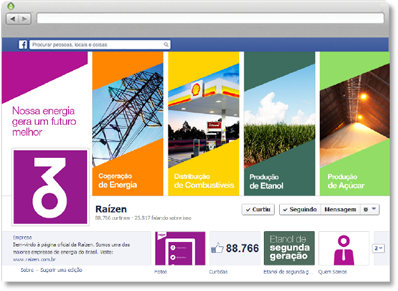 Procurar pessoas, locais e coisas
Nossa energia
gera um futuro
melhor
Cogeração
de Energia
Distribuição
de Combustíveis
Produção
de Etanol
Produção
de Açúcar
Raízen
88.766 curtiram · 25.817 falando sobre isso
Curtiu
Seguindo
Mensagem
Empresa
Bem-vindo à página oficial da Raízen. Somos uma das
maiores empresas de energia do Brasil. Visite!
www.raizen.com.br
Sobre - Sugerir uma edição
88.766
Etanol de
segunda
geração
2
Fotos
Curtidas
Etanol de segunda g...
Quem Somos